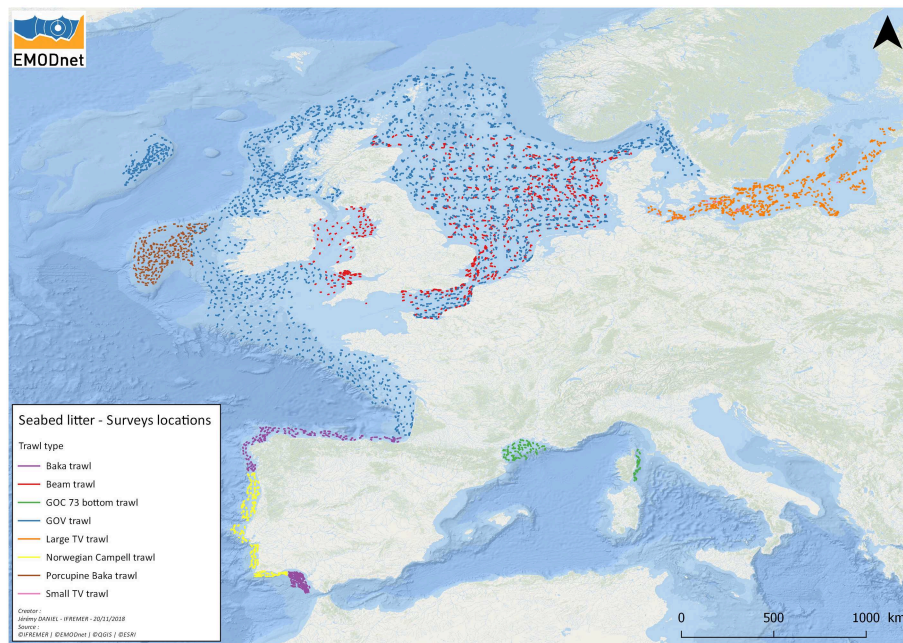 EMODnet
Seabed litter - Surveys locations
Trawl type
Baka trawl
Beam trawl
GOC 73 bottom trawl
GOV trawl
Large TV trawl
Norwegian Campell trawl
Porcupine Baka trawl
Small TV trawl
Creator :
Jérémy DANIEL - IFREMER - 20/11/2018
Source :
©IFREMER | ©EMODnet | ©QGIS | ©ESRI
0 500 1000 km